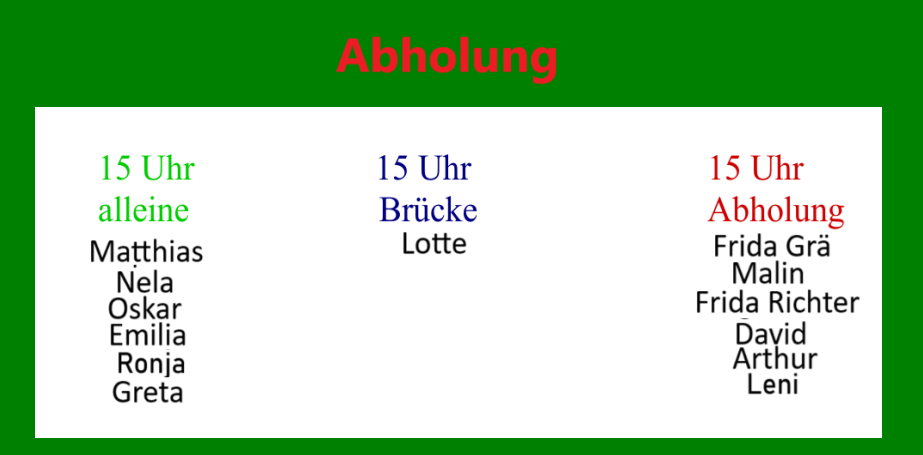 Abholung
15 Uhr
alleine
Matthias
Nela
Oskar
Emilia
Ronja
Greta
15 Uhr
Brücke
Lotte
15 Uhr
Abholung
Frida Grä
Malin
Frida Richter
David
Arthur
Leni